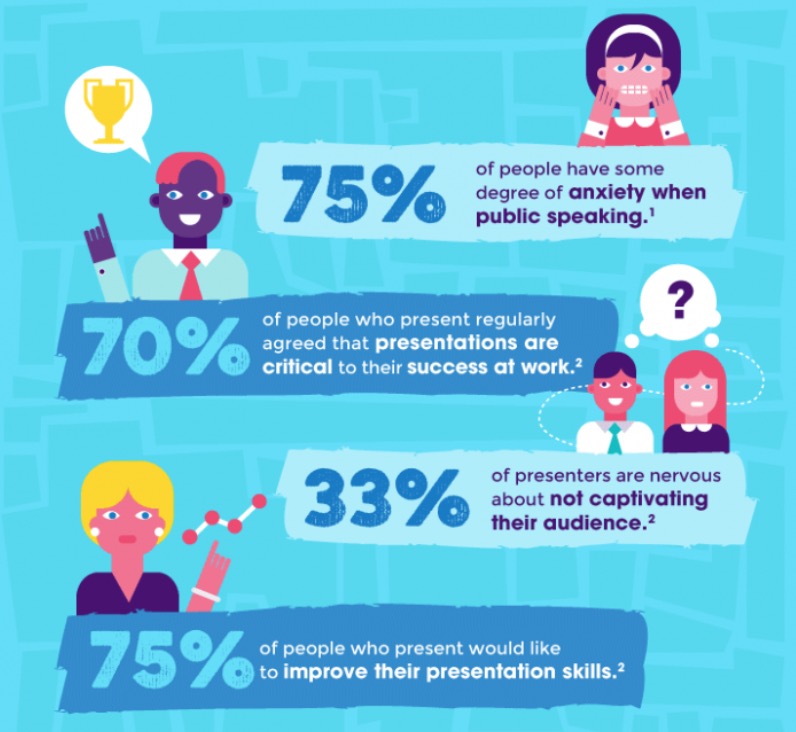 75%
of people have some
degree of anxiety when
public speaking.¹
70%
of people who present regularly
agreed that presentations are
critical to their success at work.²
?
33%
of presenters are nervous
about not captivating
their audience.²
75%
of people who present would like
to improve their presentation skills.²